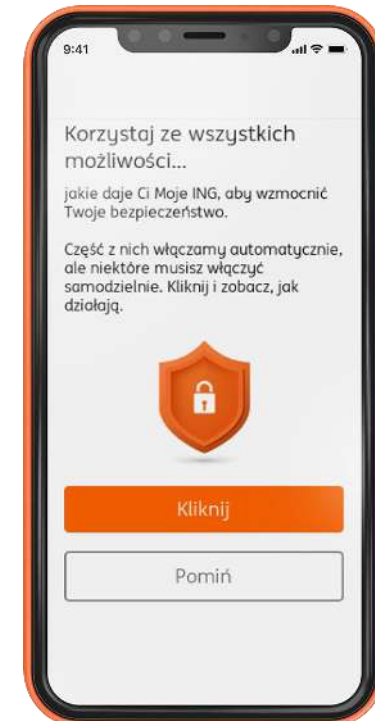 9:41
Korzystaj ze wszystkich
możliwości...
jakie daje Ci Moje ING, aby wzmocnić
Twoje bezpieczeństwo.
Część z nich włączamy automatycznie,
ale niektóre musisz włączyć
samodzielnie. Kliknij i zobacz, jak
działają.
Kliknij
Pomiń